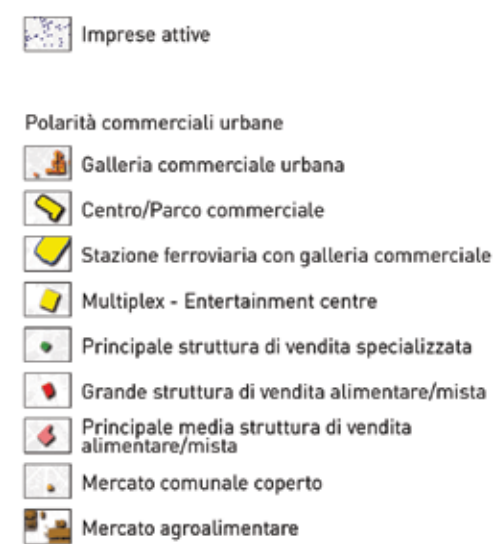 Imprese attive
Polarità commerciali urbane
Galleria commerciale urbana
Centro/Parco commerciale
Stazione ferroviaria con galleria commerciale
Multiplex - Entertainment centre
Principale struttura di vendita specializzata
Grande struttura di vendita alimentare/mista
Principale media struttura di vendita
alimentare/mista
Mercato comunale coperto
Mercato agroalimentare